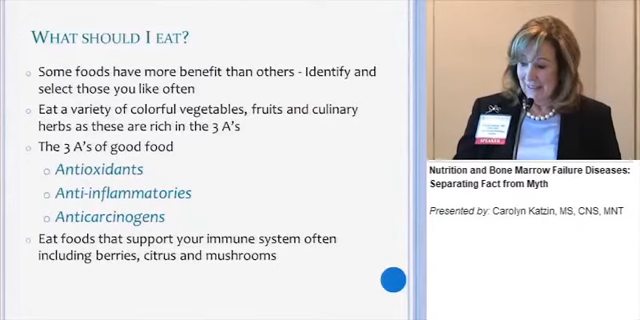 WHAT SHOULD I EAT?
Some foods have more benefit than others - Identify and
select those you like often
Eat a variety of colorful vegetables, fruits and culinary
herbs as these are rich in the 3 A's
The 3 A's of good food
Antioxidants
Anti-inflammatories
Anticarcinogens
Eat foods that support your immune system often
including berries, citrus and mushrooms
SPEAKER
Nutrition and Bone Marrow Failure Diseases:
Separating Fact from Myth
Presented by: Carolyn Katzin, MS, CNS, MNT